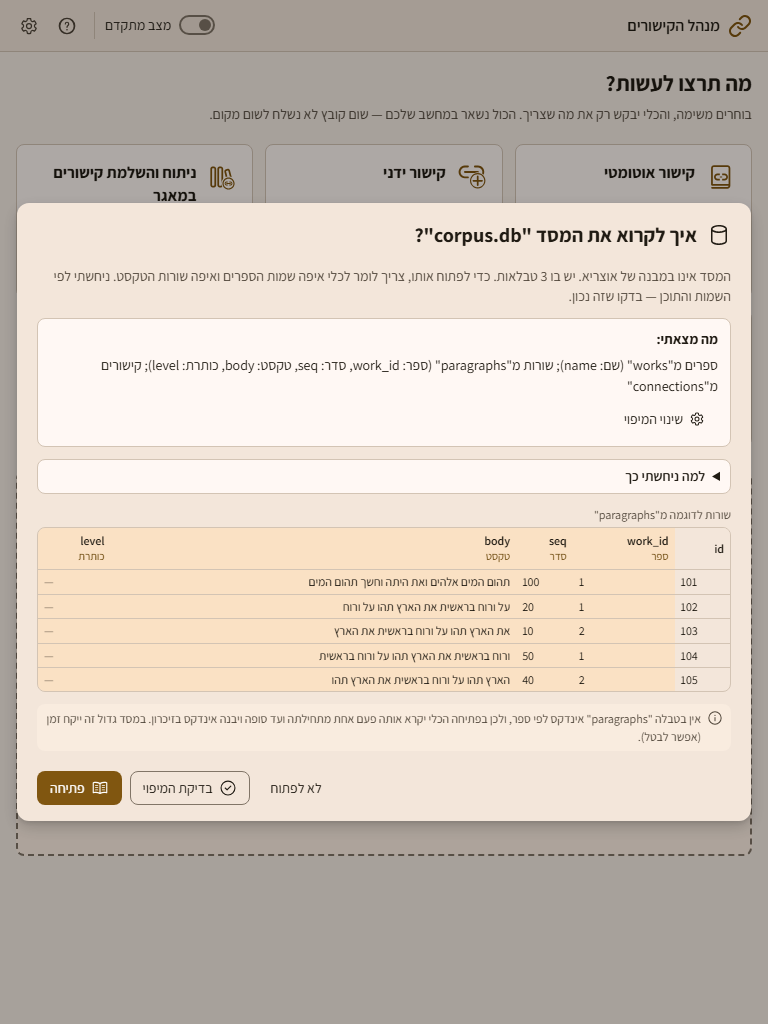 מנהל הקישורים
מצב מתקדם
מה תרצו לעשות?
בוחרים משימה, והכלי יבקש רק את מה שצריך. הכול נשאר במחשב שלכם — שום קובץ לא נשלח לשום מקום.
קישור אוטומטי
קישור ידני
ניתוח והשלמת קישורים
במאגר
איך לקרוא את המסד "corpus.db"?
המסד אינו במבנה של אוצריא. יש בו 3 טבלאות. כדי לפתוח אותו, צריך לומר לכלי איפה שמות הספרים ואיפה שורות הטקסט. ניחשתי לפי
השמות והתוכן — בדקו שזה נכון.
מה מצאתי:
ספרים מ"works" (שם: name); שורות מ"paragraphs" (ספר: work_id, סדר: seq, טקסט: body, כותרת: level); קישורים
מ"connections"
שינוי המיפוי
למה ניחשתי כך
שורות לדוגמה מ"paragraphs"
id work_id seq body level
ספר סדר טקסט כותרת
101 1 100 תהום המים אלהים ואת היתה וחשך תהום המים —
102 1 20 על ורוח בראשית את הארץ תהו על ורוח —
103 2 10 את הארץ תהו על ורוח בראשית את הארץ —
104 1 50 ורוח בראשית את הארץ תהו על ורוח בראשית —
105 2 40 הארץ תהו על ורוח בראשית את הארץ תהו —
אין בטבלה "paragraphs" אינדקס לפי ספר, ולכן בפתיחה הכלי יקרא אותה פעם אחת מתחילתה ועד סופה ויבנה אינדקס בזיכרון. במסד גדול זה ייקח זמן
(אפשר לבטל).
לא לפתוח
בדיקת המיפוי
פתיחה